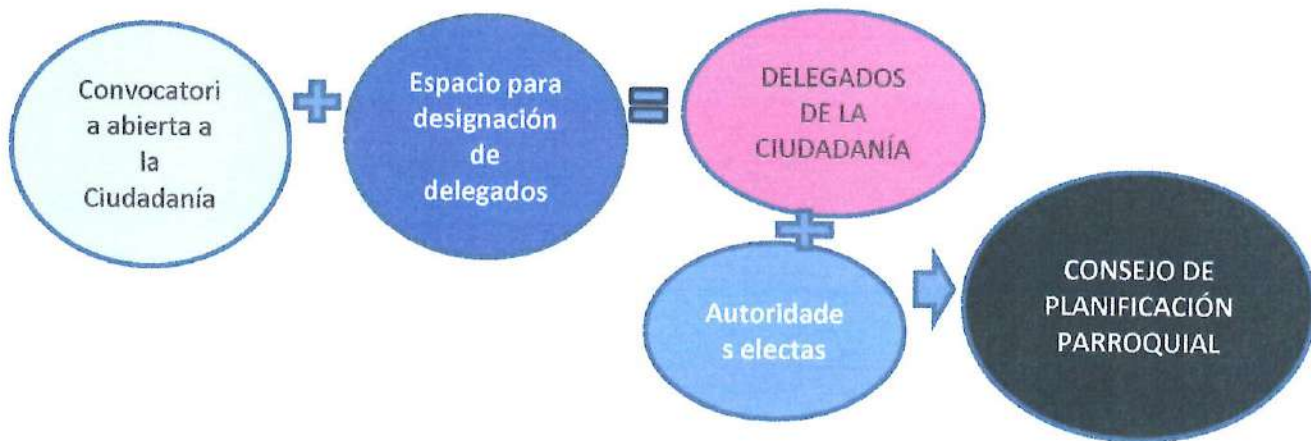 Convocatori
a abierta a
la
Ciudadanía
Espacio para
designación
de
delegados
DELEGADOS
DE LA
CIUDADANÍA
Autoridade
s electas
CONSEJO DE
PLANIFICACIÓN
PARROQUIAL